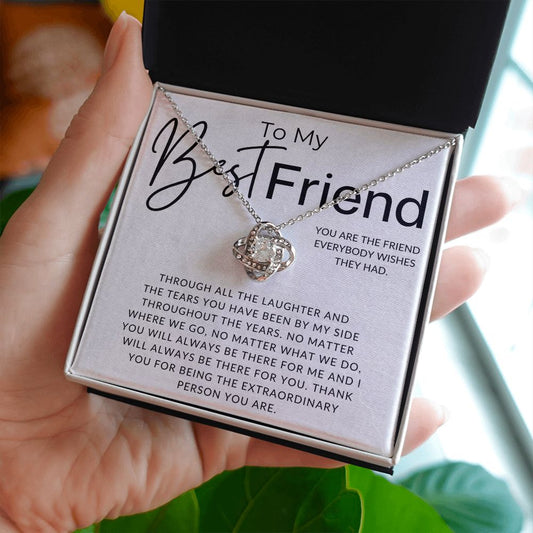 To My
Best Friend
YOU ARE THE FRIEND
EVERYBODY WISHES
THEY HAD.
THROUGH ALL THE LAUGHTER AND
THE TEARS YOU HAVE BEEN BY MY SIDE
THROUGHOUT THE YEARS. NO MATTER
WHERE WE GO, NO MATTER WHAT WE DO,
YOU WILL ALWAYS BE THERE FOR ME AND I
WILL ALWAYS BE THERE FOR YOU. THANK
YOU FOR BEING THE EXTRAORDINARY
PERSON YOU ARE.